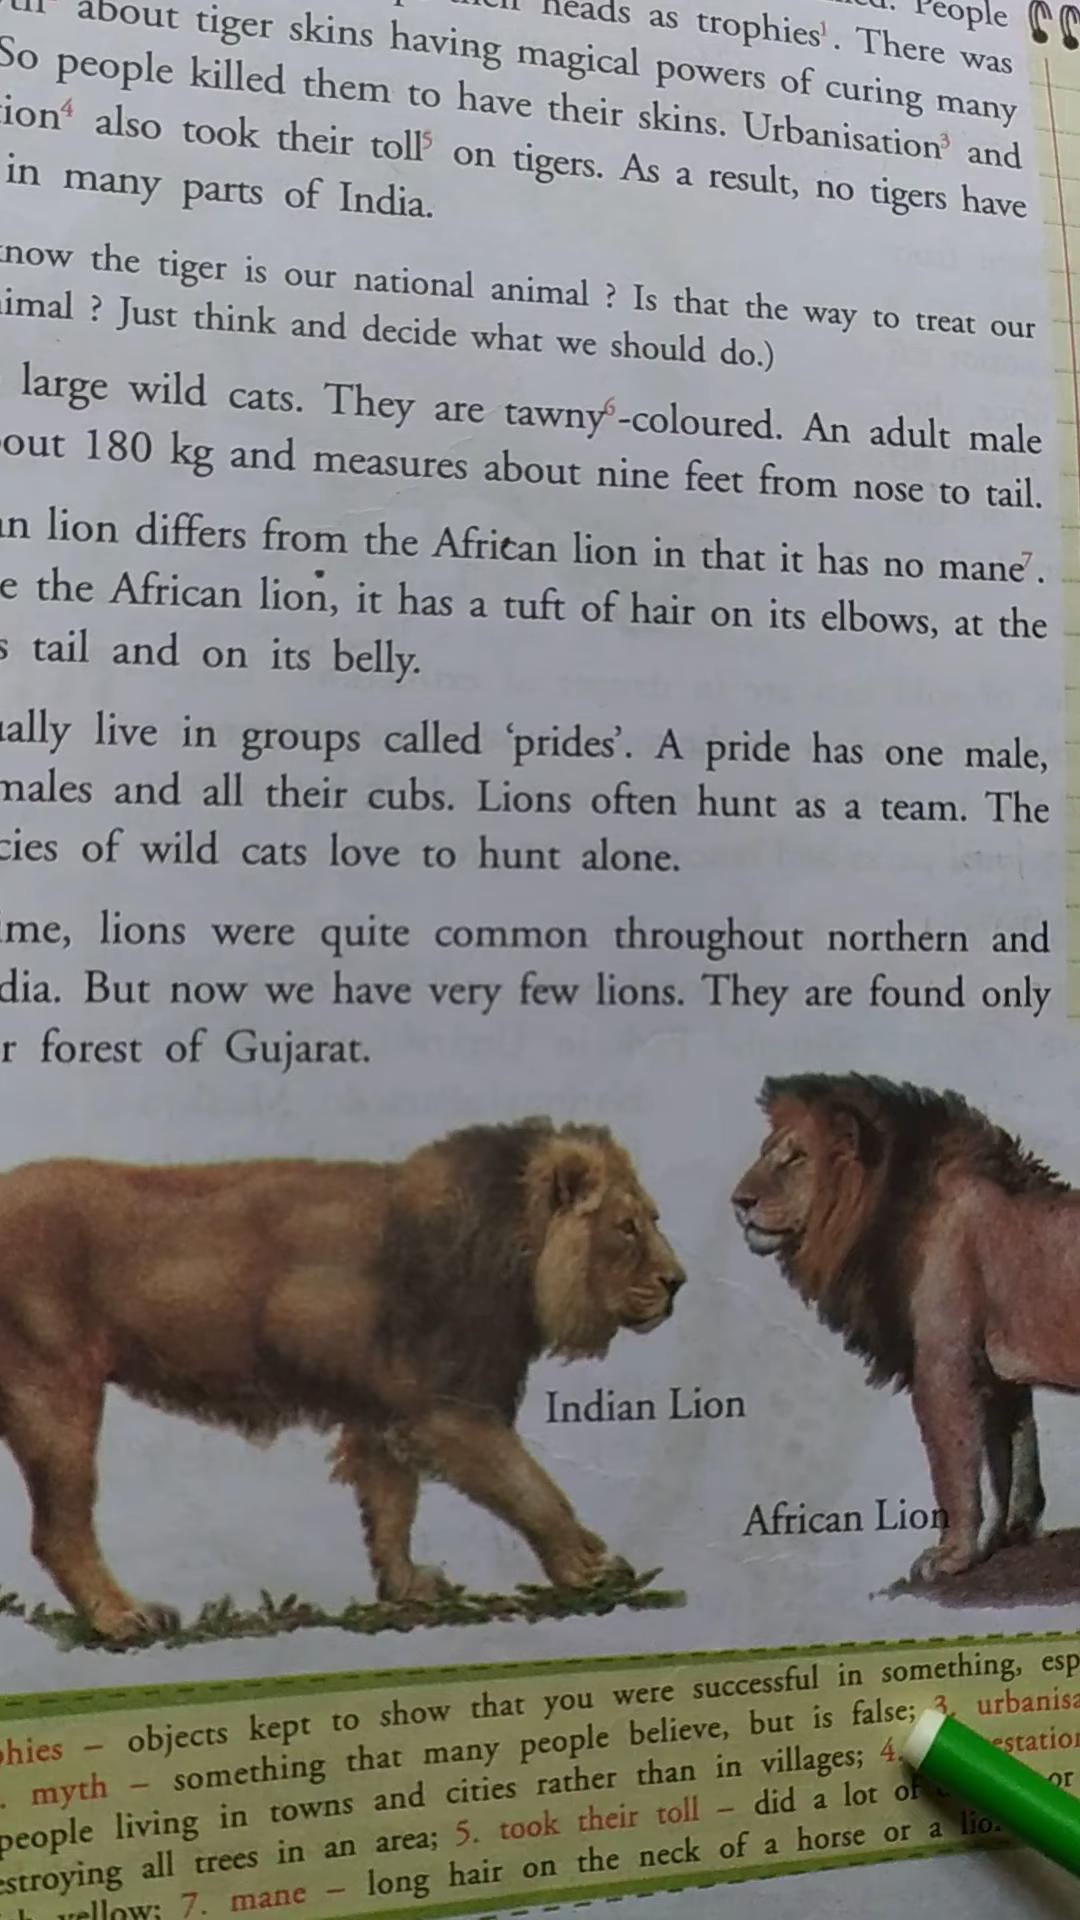 about tiger skins having magical powers of curing many
heads as trophies¹. There was
People
So people killed them to have their skins. Urbanisation³ and
ion⁴ also took their toll⁵ on tigers. As a result, no tigers have
in many parts of India.
now the tiger is our national animal ? Is that the way to treat our
imal ? Just think and decide what we should do.)
large wild cats. They are tawny⁶-coloured. An adult male
out 180 kg and measures about nine feet from nose to tail.
an lion differs from the African lion in that it has no mane⁷.
e the African lion, it has a tuft of hair on its elbows, at the
s tail and on its belly.
ually live in groups called ‘prides’. A pride has one male,
males and all their cubs. Lions often hunt as a team. The
cies of wild cats love to hunt alone.
ime, lions were quite common throughout northern and
dia. But now we have very few lions. They are found only
r forest of Gujarat.
Indian Lion
African Lion
phies – objects kept to show that you were successful in something, esp
. myth – something that many people believe, but is false; 3. urbanisa
people living in towns and cities rather than in villages; 4. estation
estroying all trees in an area; 5. took their toll – did a lot of or
yellow; 7. mane – long hair on the neck of a horse or a lio